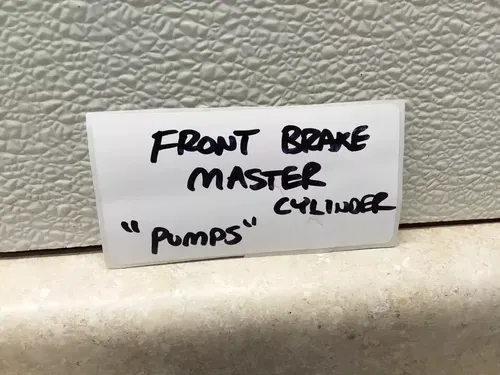 FRONT BRAKE
MASTER
CYLINDER
"PUMPS"